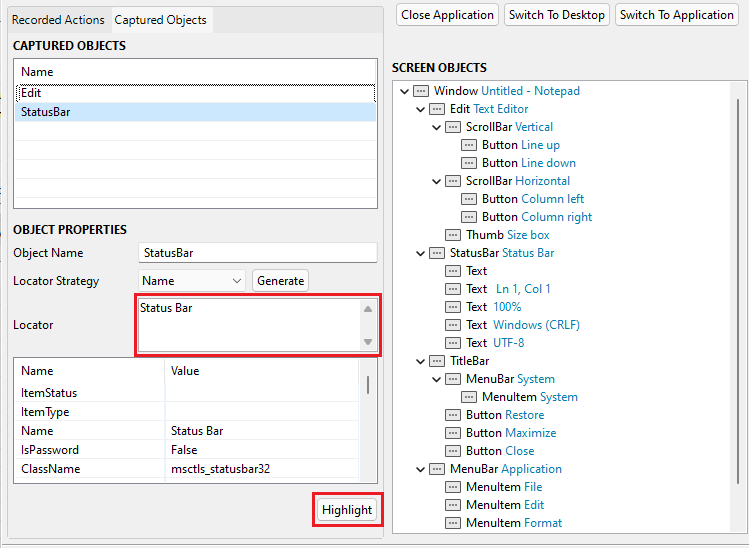 Recorded Actions
Captured Objects
CAPTURED OBJECTS
Name
Edit
StatusBar
OBJECT PROPERTIES
Object Name StatusBar
Locator Strategy Name Generate
Locator Status Bar
Name Value
ItemStatus
ItemType
Name Status Bar
IsPassword False
ClassName msctls_statusbar32
Highlight
Close Application
Switch To Desktop
Switch To Application
SCREEN OBJECTS
Window Untitled - Notepad
Edit Text Editor
ScrollBar Vertical
Button Line up
Button Line down
ScrollBar Horizontal
Button Column left
Button Column right
Thumb Size box
StatusBar Status Bar
Text
Text Ln 1, Col 1
Text 100%
Text Windows (CRLF)
Text UTF-8
TitleBar
MenuBar System
MenuItem System
Button Restore
Button Maximize
Button Close
MenuBar Application
MenuItem File
MenuItem Edit
MenuItem Format